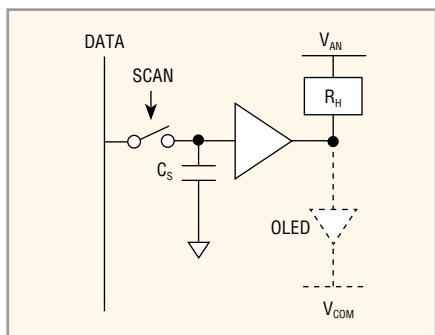 DATA
SCAN
V_AN
R_H
C_S
OLED
V_COM